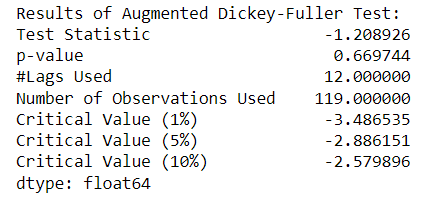 Results of Augmented Dickey-Fuller Test:
Test Statistic                  -1.208926
p-value                          0.669744
#Lags Used                      12.000000
Number of Observations Used    119.000000
Critical Value (1%)             -3.486535
Critical Value (5%)             -2.886151
Critical Value (10%)            -2.579896
dtype: float64